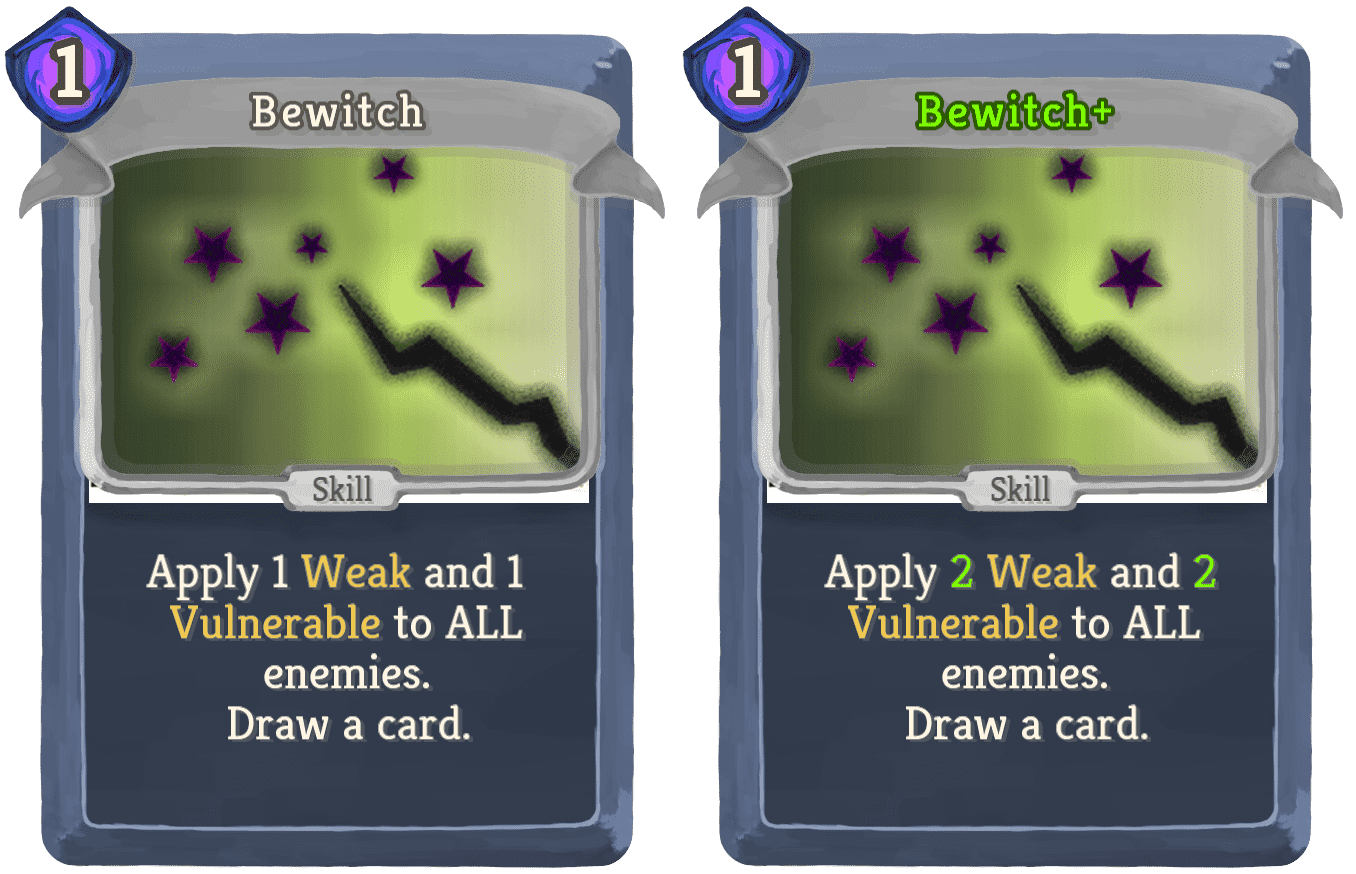 1
Bewitch
Skill
Apply 1 Weak and 1
Vulnerable to ALL
enemies.
Draw a card.
1
Bewitch+
Skill
Apply 2 Weak and 2
Vulnerable to ALL
enemies.
Draw a card.